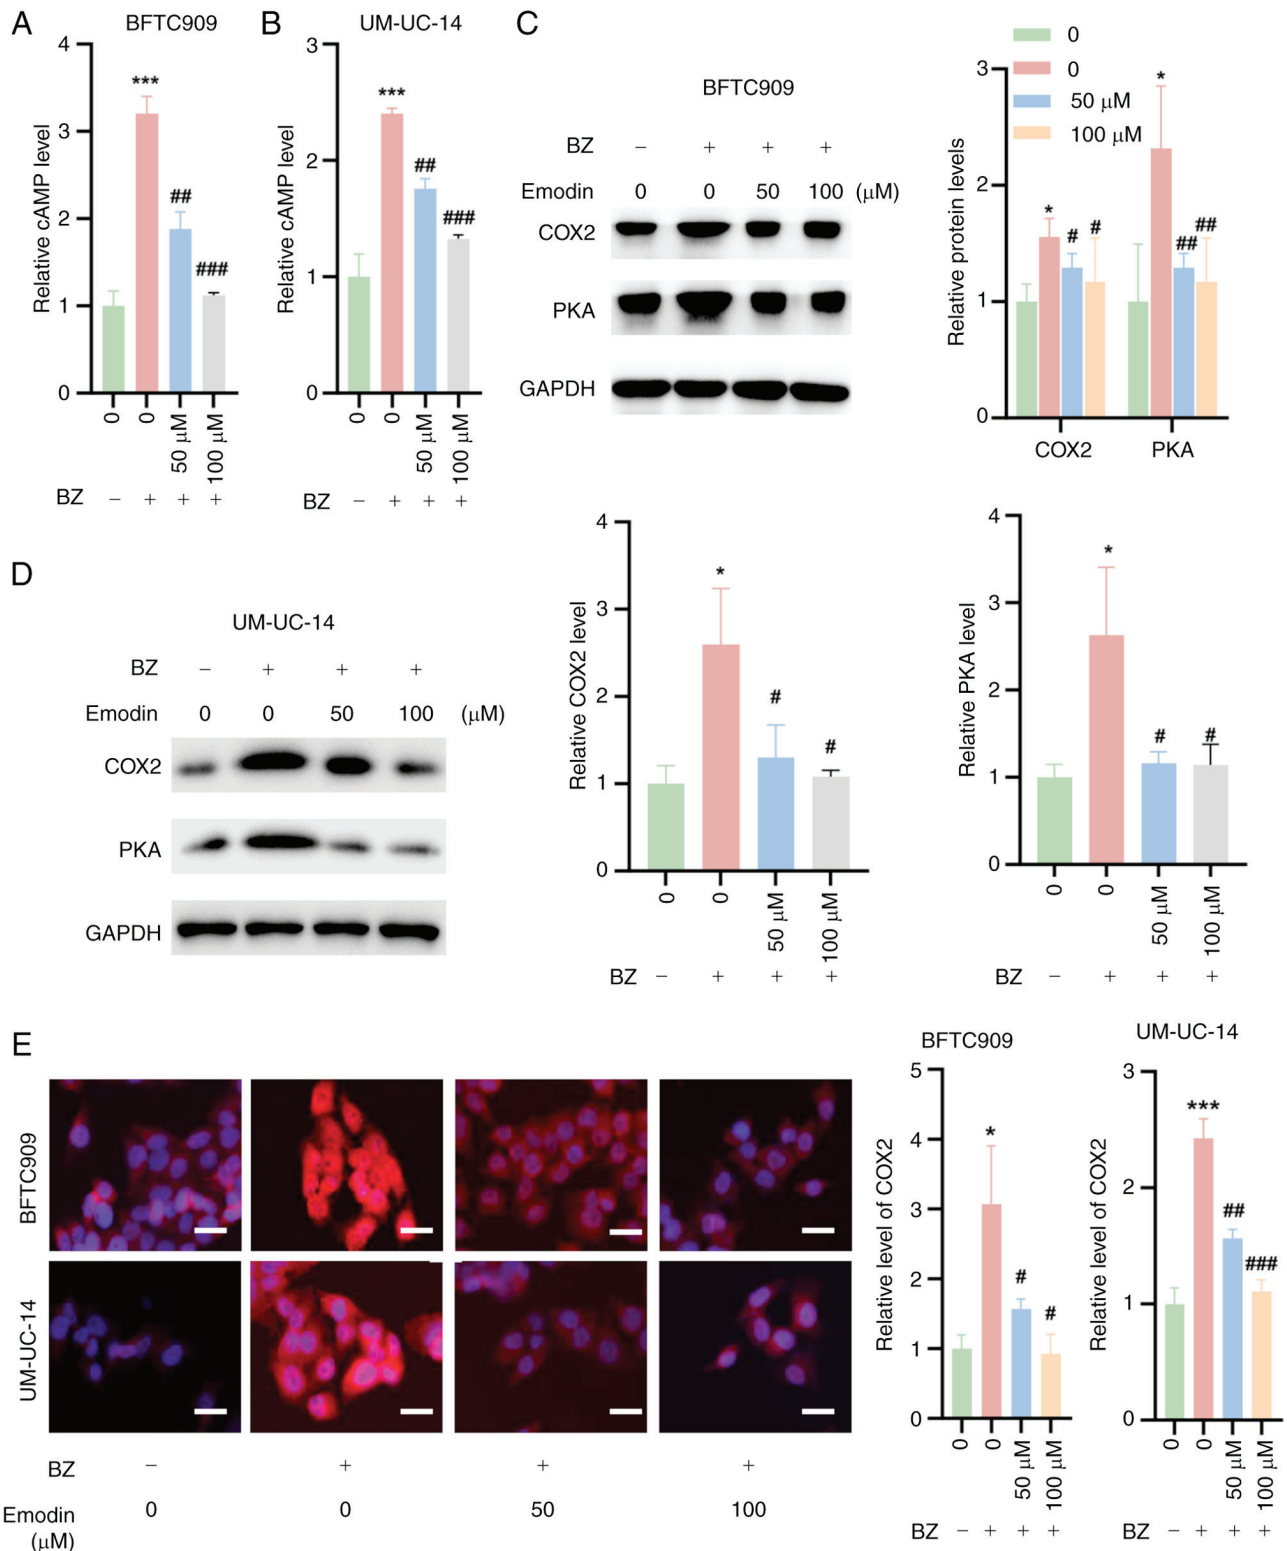 A
BFTC909
Relative cAMP level
4
3
2
1
0
***
##
###
0
0
50 μM
100 μM
BZ − + + +
B
UM-UC-14
Relative cAMP level
3
2
1
0
***
##
###
0
0
50 μM
100 μM
BZ − + + +
C
BFTC909
BZ − + + +
Emodin 0 0 50 100 (μM)
COX2
PKA
GAPDH
0
0
50 μM
100 μM
Relative protein levels
3
2
1
0
*
#
#
*
##
##
COX2 PKA
D
UM-UC-14
BZ − + + +
Emodin 0 0 50 100 (μM)
COX2
PKA
GAPDH
Relative COX2 level
4
3
2
1
0
*
#
#
0
0
50 μM
100 μM
BZ − + + +
Relative PKA level
4
3
2
1
0
*
#
#
0
0
50 μM
100 μM
BZ − + + +
E
BFTC909
UM-UC-14
BZ − + + +
Emodin 0 0 50 100
(μM)
BFTC909
Relative level of COX2
5
4
3
2
1
0
*
#
#
0
0
50 μM
100 μM
BZ − + + +
UM-UC-14
Relative level of COX2
3
2
1
0
***
##
###
0
0
50 μM
100 μM
BZ − + + +